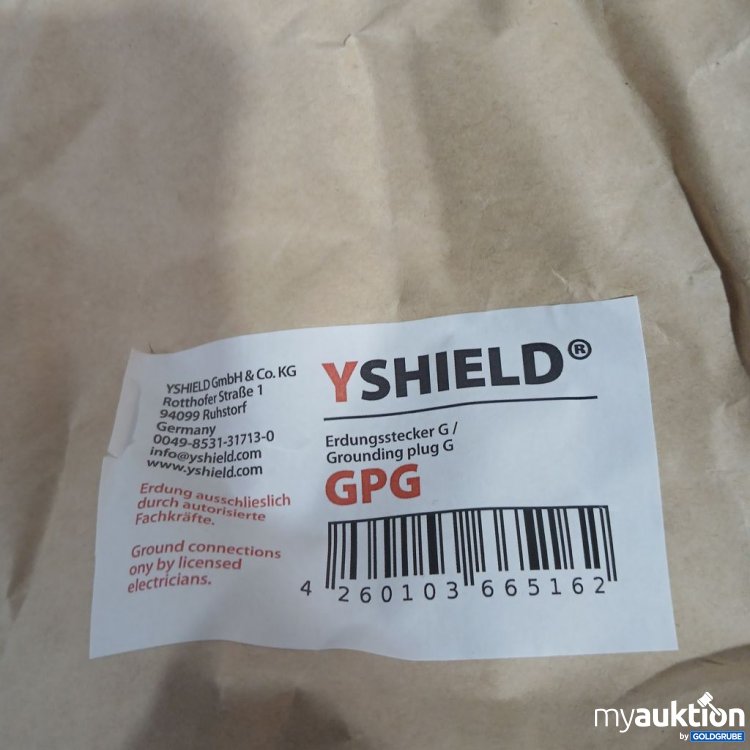 YSHIELD GmbH & Co. KG
Rotthofer Straße 1
94099 Ruhstorf
Germany
0049-8531-31713-0
info@yshield.com
www.yshield.com
Erdung ausschlieslich
durch autorisierte
Fachkräfte.
Ground connections
ony by licensed
electricians.
YSHIELD®
Erdungsstecker G /
Grounding plug G
GPG
4 260103 665162
myauktion
by GOLDGRUBE